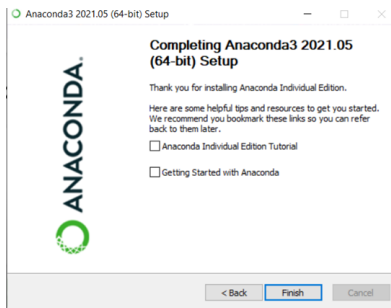 Anaconda3 2021.05 (64-bit) Setup
Completing Anaconda3 2021.05
(64-bit) Setup
Thank you for installing Anaconda Individual Edition.
Here are some helpful tips and resources to get you started.
We recommend you bookmark these links so you can refer
back to them later.
Anaconda Individual Edition Tutorial
Getting Started with Anaconda
ANACONDA.
< Back
Finish
Cancel